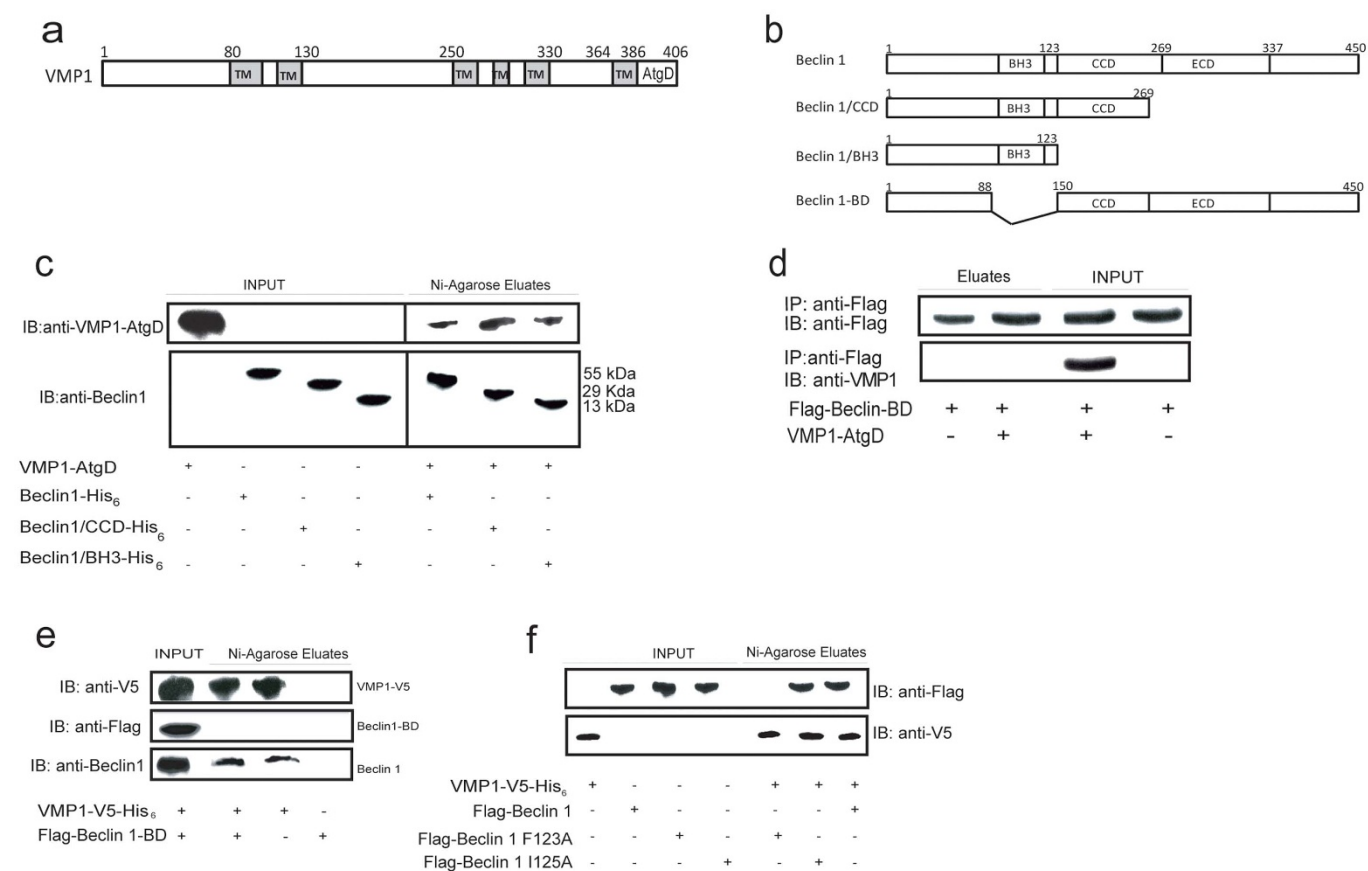 a
1 80 130 250 330 364 386 406
VMP1 TM TM TM TM TM TM AtgD
b
1 123 269 337 450
Beclin 1 BH3 CCD ECD
1 269
Beclin 1/CCD BH3 CCD
1 123
Beclin 1/BH3 BH3
1 88 150 450
Beclin 1-BD CCD ECD
c
INPUT Ni-Agarose Eluates
IB:anti-VMP1-AtgD
IB:anti-Beclin1
55 kDa
29 Kda
13 kDa
VMP1-AtgD + - - - + + +
Beclin1-His6 - + - - + - -
Beclin1/CCD-His6 - - + - - + -
Beclin1/BH3-His6 - - - + - - +
d
Eluates INPUT
IP: anti-Flag
IB: anti-Flag
IP:anti-Flag
IB: anti-VMP1
Flag-Beclin-BD + + + +
VMP1-AtgD - + + -
e
INPUT Ni-Agarose Eluates
IB: anti-V5 VMP1-V5
IB: anti-Flag Beclin1-BD
IB: anti-Beclin1 Beclin 1
VMP1-V5-His6 + + + -
Flag-Beclin 1-BD + + - +
f
INPUT Ni-Agarose Eluates
IB: anti-Flag
IB: anti-V5
VMP1-V5-His6 + - - - + + +
Flag-Beclin 1 - + - - - - +
Flag-Beclin 1 F123A - - + - + - -
Flag-Beclin 1 I125A - - - + - + -